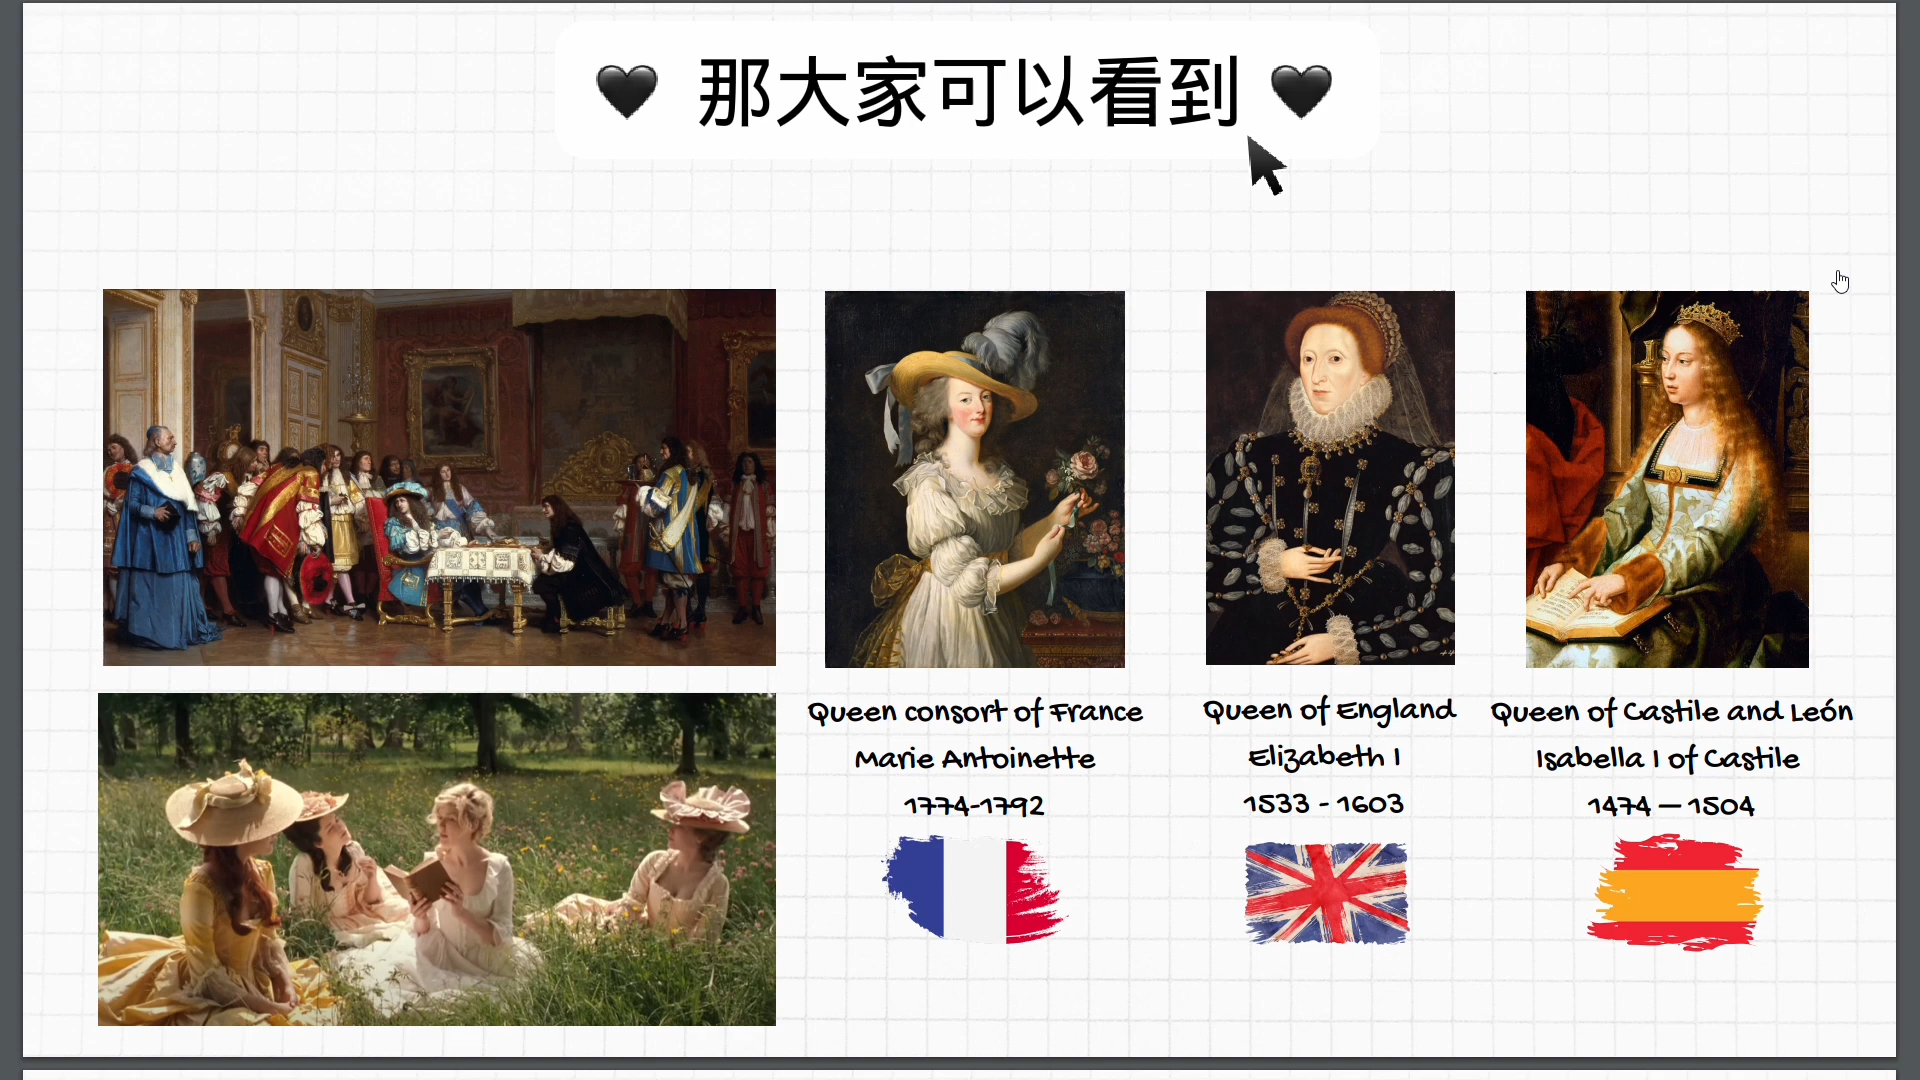 🖤 那大家可以看到 🖤
Queen consort of France
Marie Antoinette
1774-1792
Queen of England
Elizabeth I
1533 - 1603
Queen of Castile and León
Isabella I of Castile
1474 — 1504